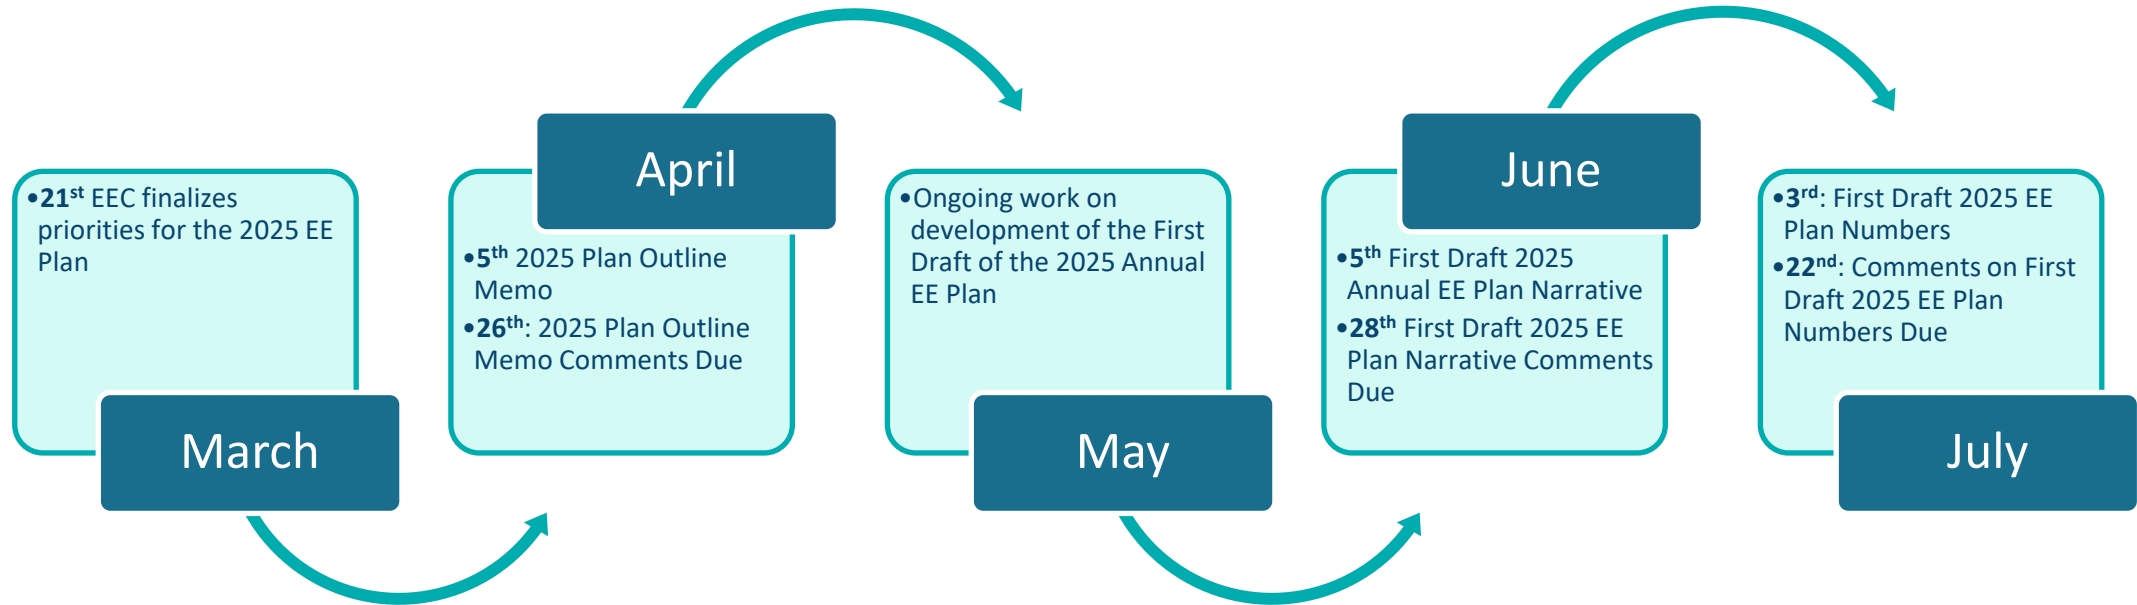 •21st EEC finalizes
priorities for the 2025 EE
Plan
March
April
•5th 2025 Plan Outline
Memo
•26th: 2025 Plan Outline
Memo Comments Due
•Ongoing work on
development of the First
Draft of the 2025 Annual
EE Plan
May
June
•5th First Draft 2025
Annual EE Plan Narrative
•28th First Draft 2025 EE
Plan Narrative Comments
Due
•3rd: First Draft 2025 EE
Plan Numbers
•22nd: Comments on First
Draft 2025 EE Plan
Numbers Due
July